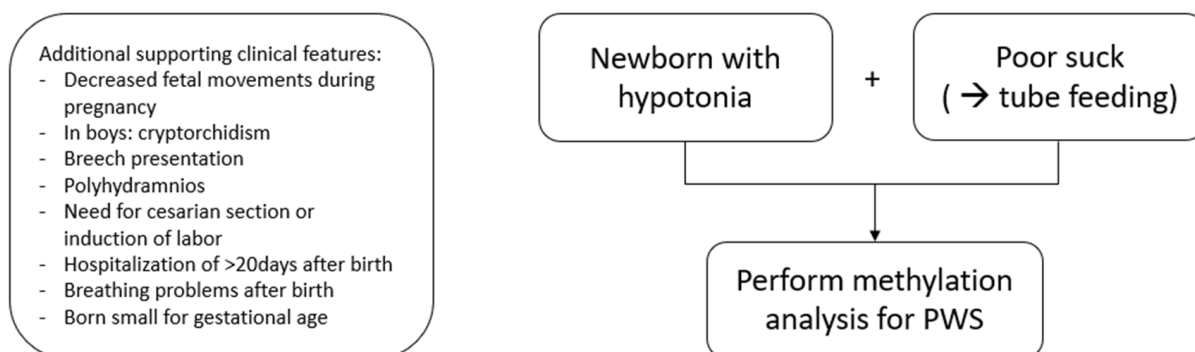 Additional supporting clinical features:
- Decreased fetal movements during
pregnancy
- In boys: cryptorchidism
- Breech presentation
- Polyhydramnios
- Need for cesarian section or
induction of labor
- Hospitalization of >20days after birth
- Breathing problems after birth
- Born small for gestational age
Newborn with
hypotonia
+
Poor suck
( → tube feeding)
Perform methylation
analysis for PWS